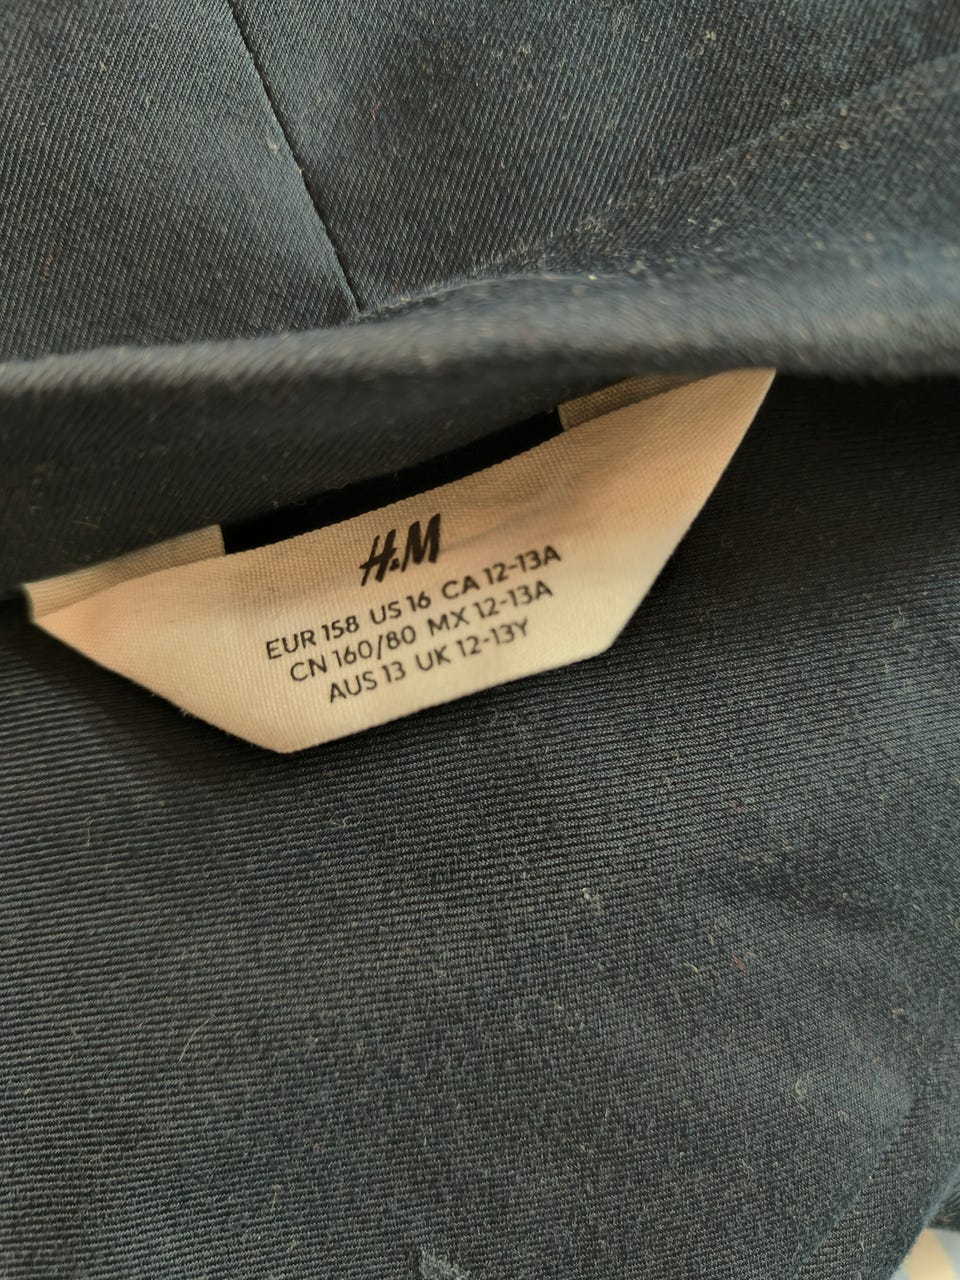 H&M
EUR 158 US 16 CA 12-13A
CN 160/80 MX 12-13A
AUS 13 UK 12-13Y